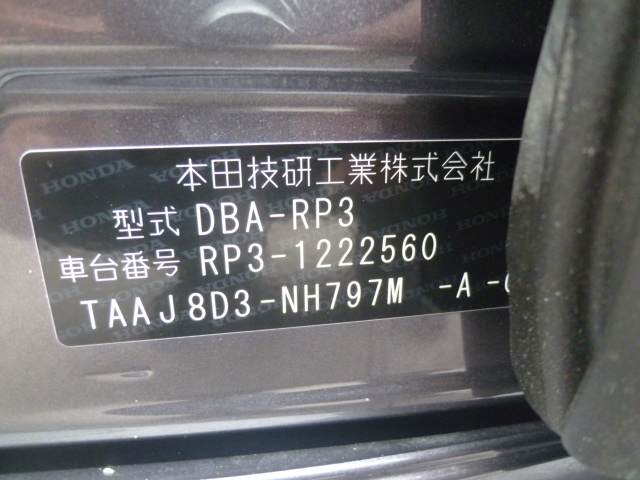 本田技研工業株式会社
型式 DBA-RP3
車台番号 RP3-1222560
TAAJ8D3-NH797M -A -